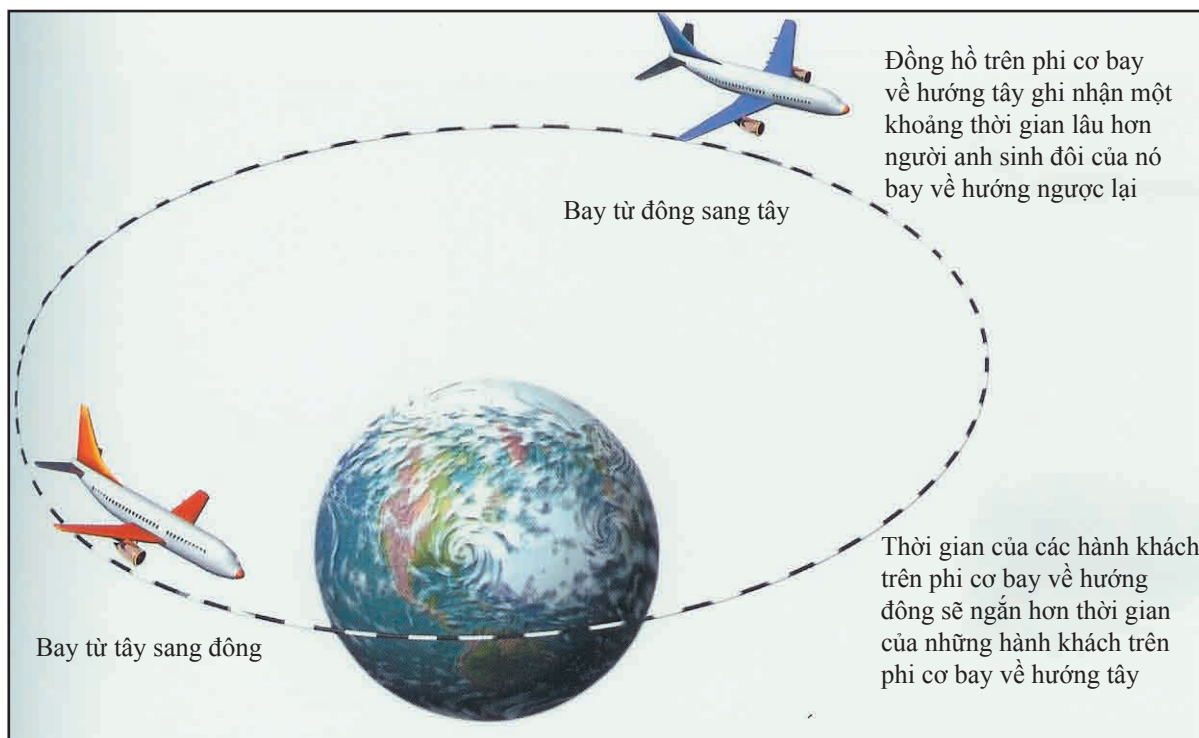 Đồng hồ trên phi cơ bay
về hướng tây ghi nhận một
khoảng thời gian lâu hơn
người anh sinh đôi của nó
bay về hướng ngược lại
Bay từ đông sang tây
Thời gian của các hành khách
trên phi cơ bay về hướng
đông sẽ ngắn hơn thời gian
của những hành khách trên
phi cơ bay về hướng tây
Bay từ tây sang đông